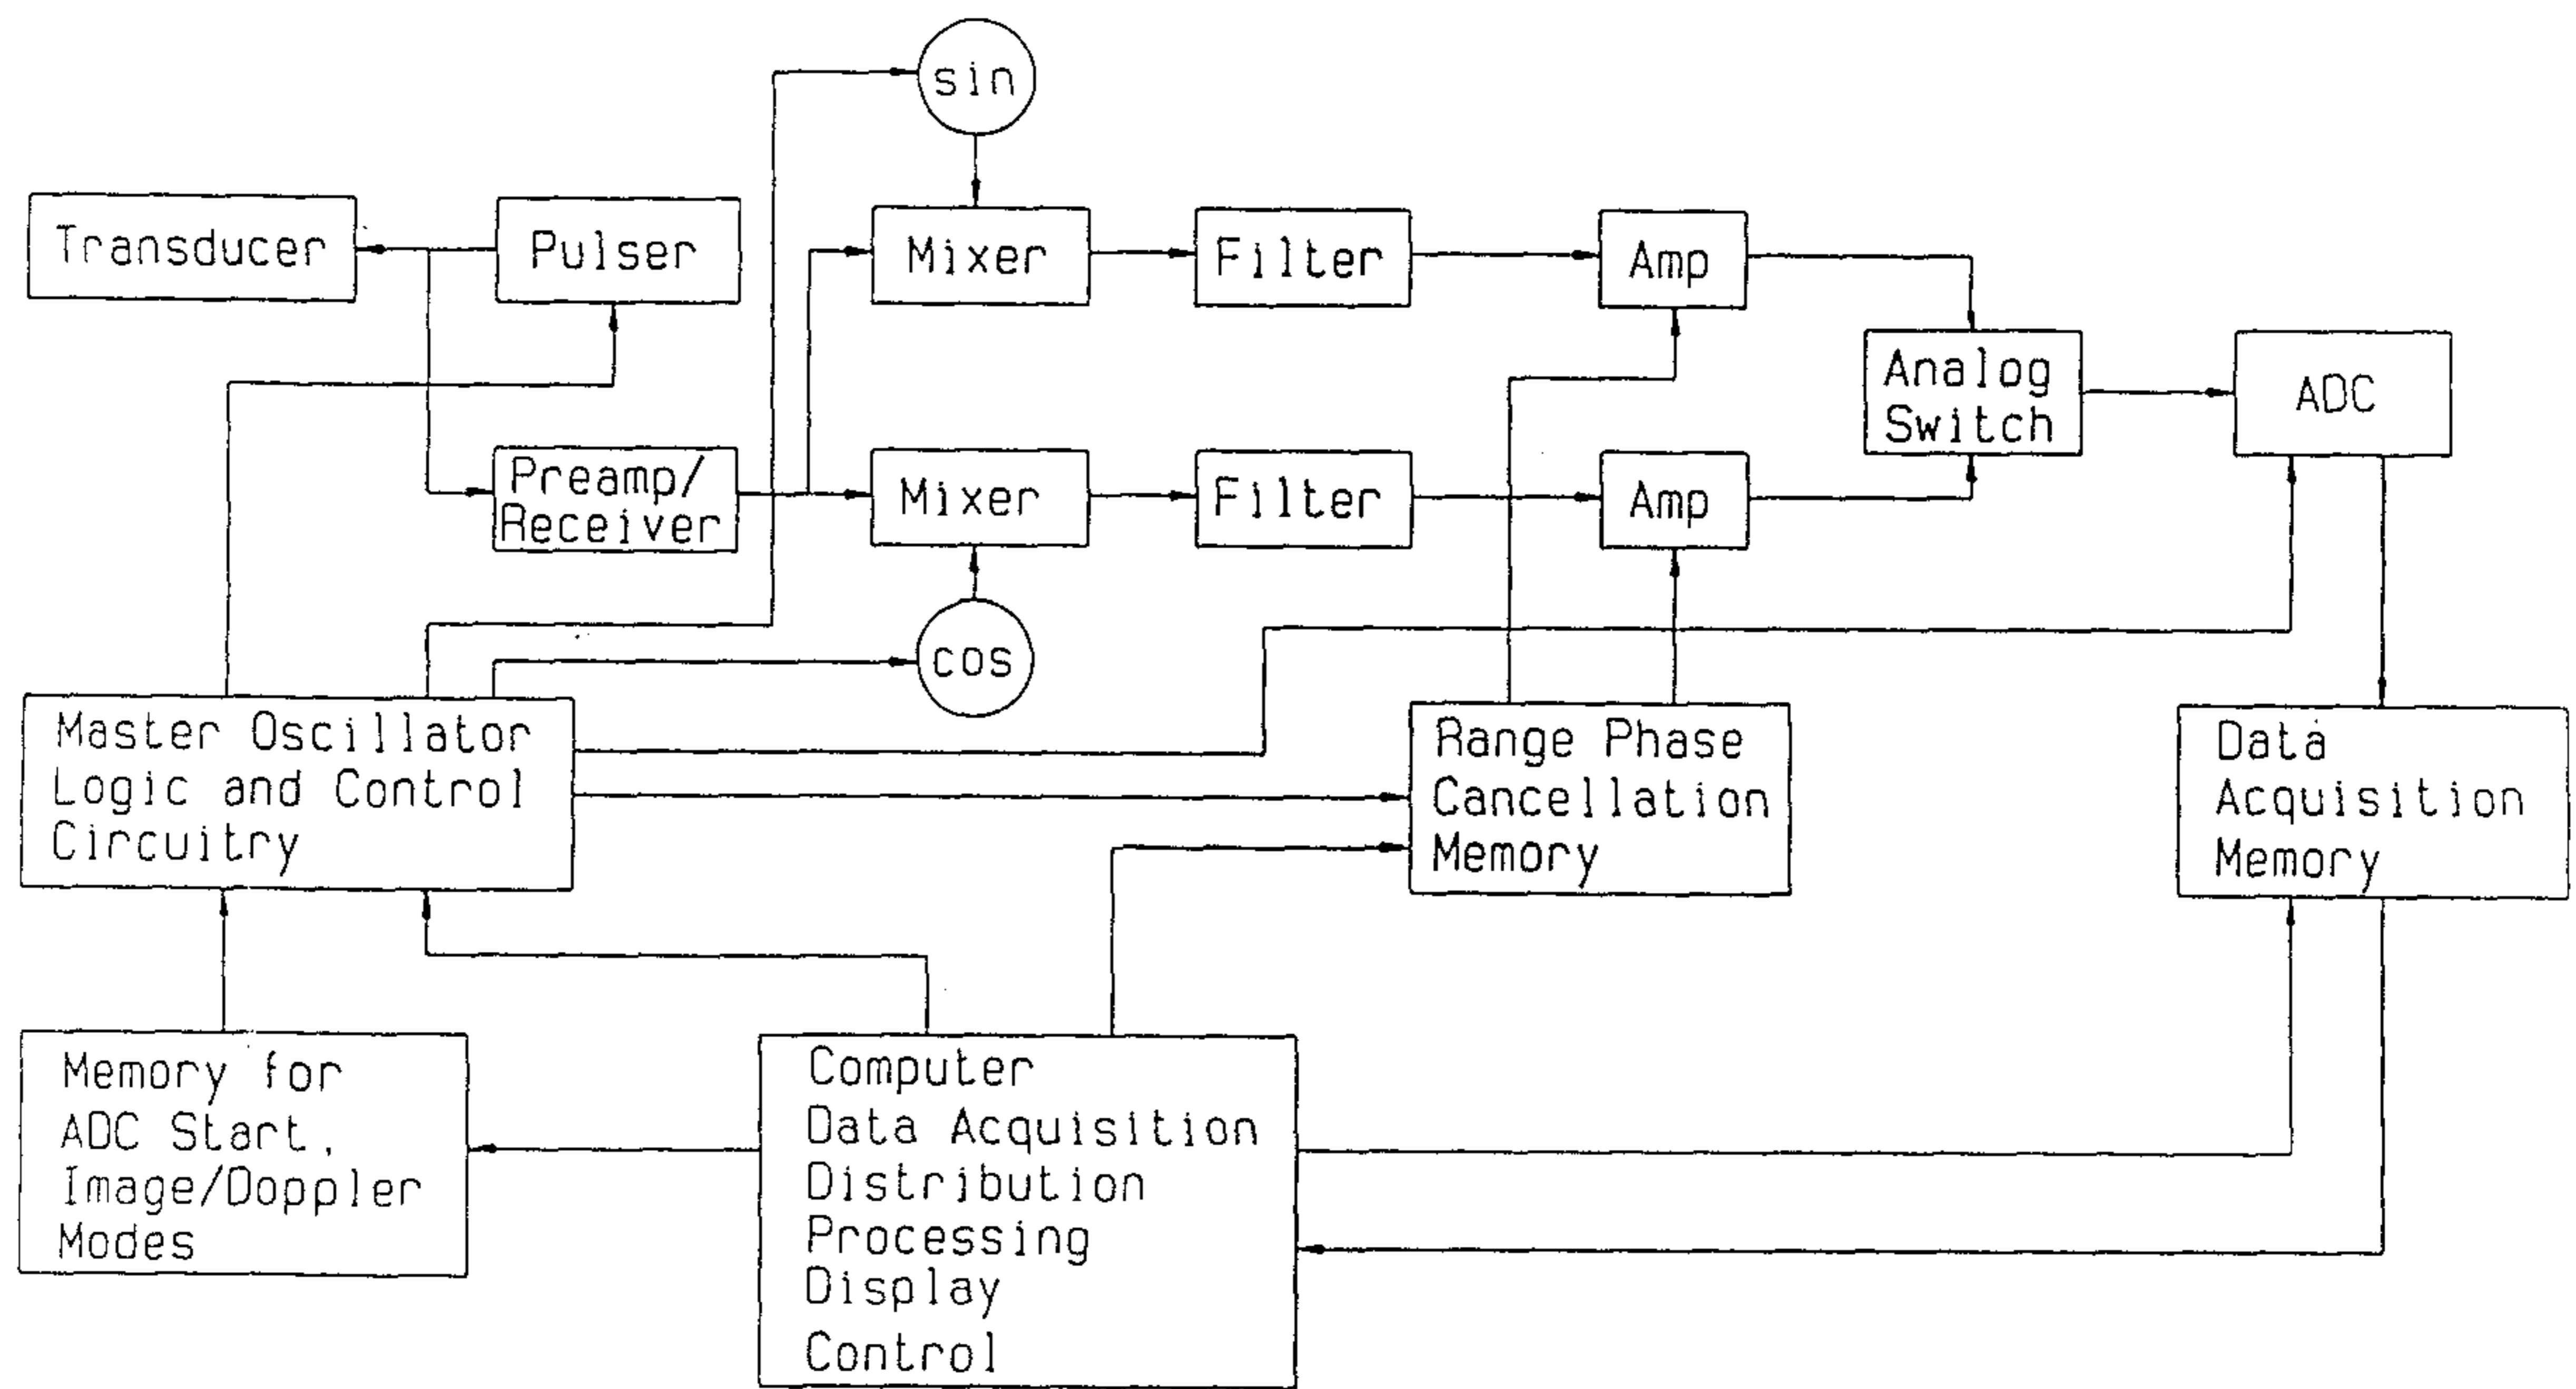 sin
Transducer
Pulser
Mixer
Filter
Amp
Analog
Switch
ADC
Preamp/
Receiver
Mixer
Filter
Amp
cos
Master Oscillator
Logic and Control
Circuitry
Range Phase
Cancellation
Memory
Data
Acquisition
Memory
Memory for
ADC Start,
Image/Doppler
Modes
Computer
Data Acquisition
Distribution
Processing
Display
Control